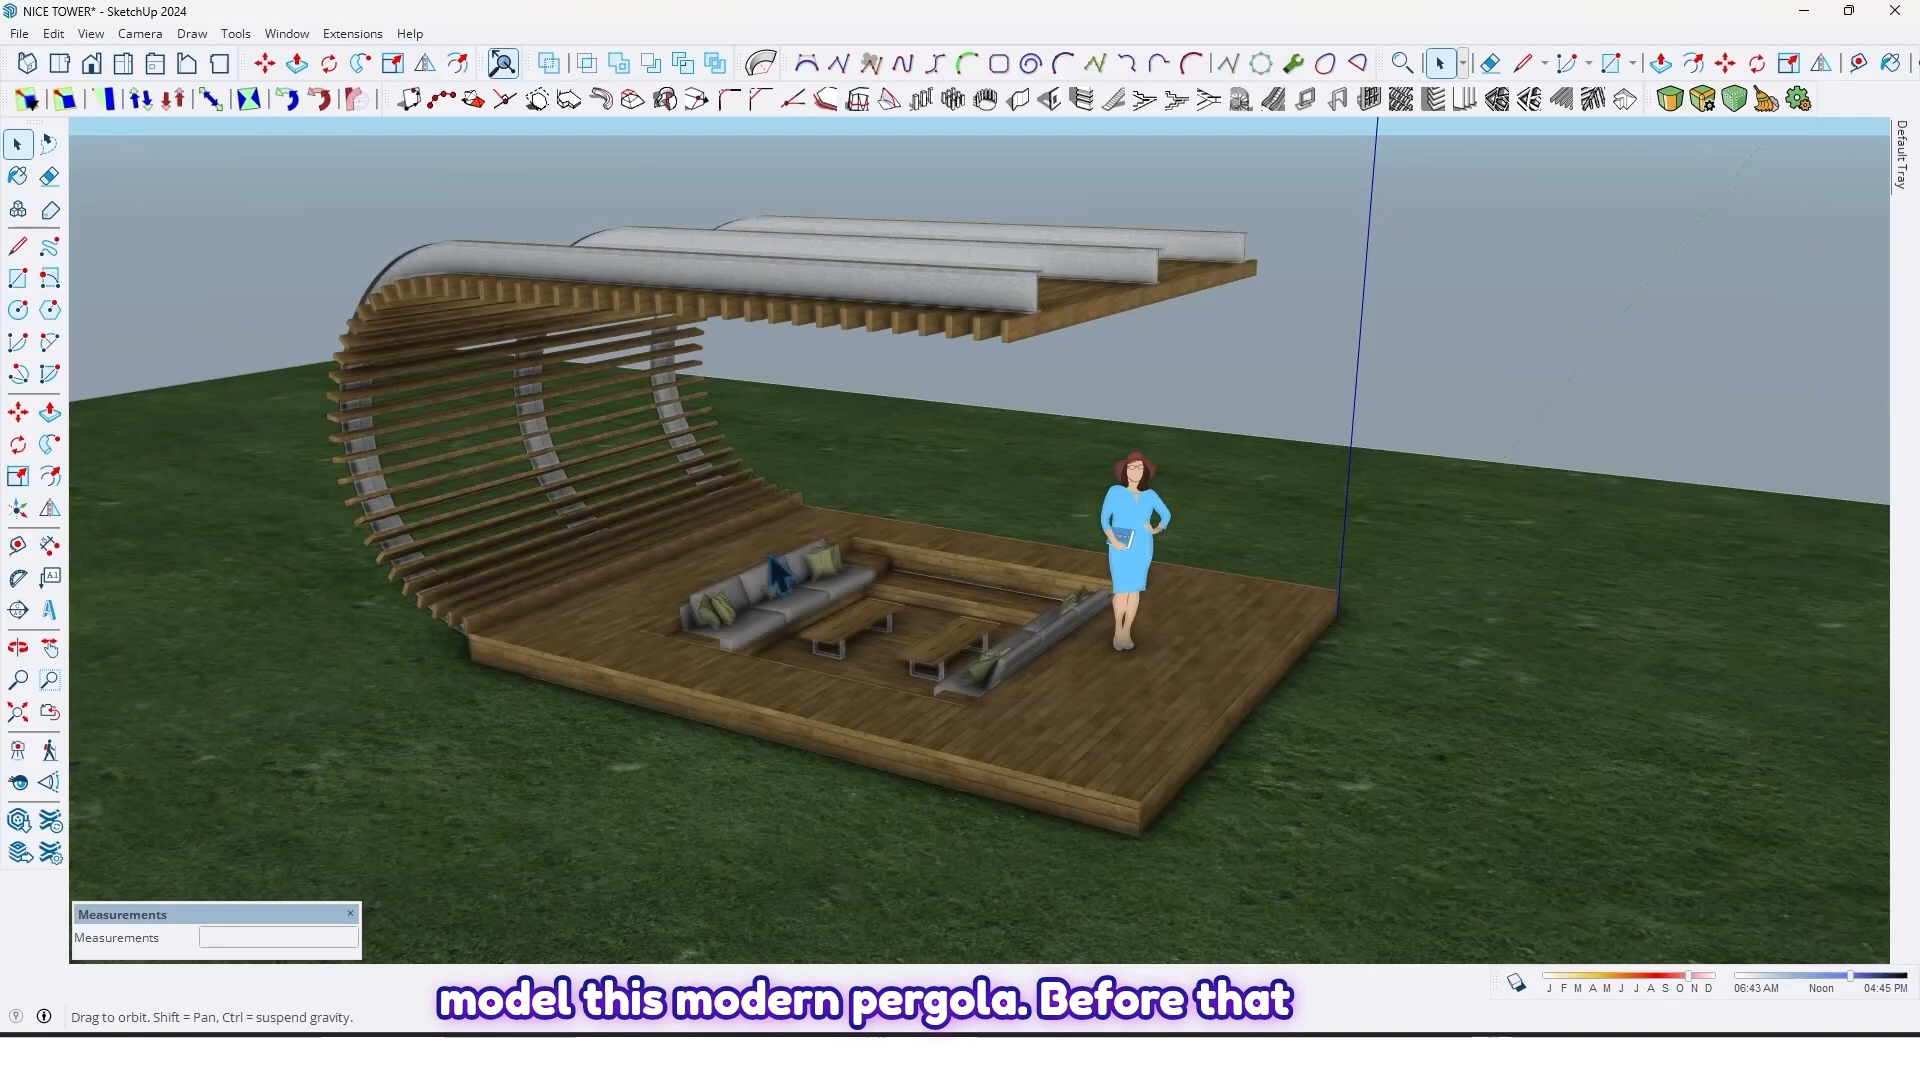 NICE TOWER* - SketchUp 2024
File Edit View Camera Draw Tools Window Extensions Help
Default Tray
A1
Measurements
Measurements
J F M A M J J A S O N D
06:43 AM Noon 04:45 PM
model this modern pergola. Before that
Drag to orbit. Shift = Pan, Ctrl = suspend gravity.